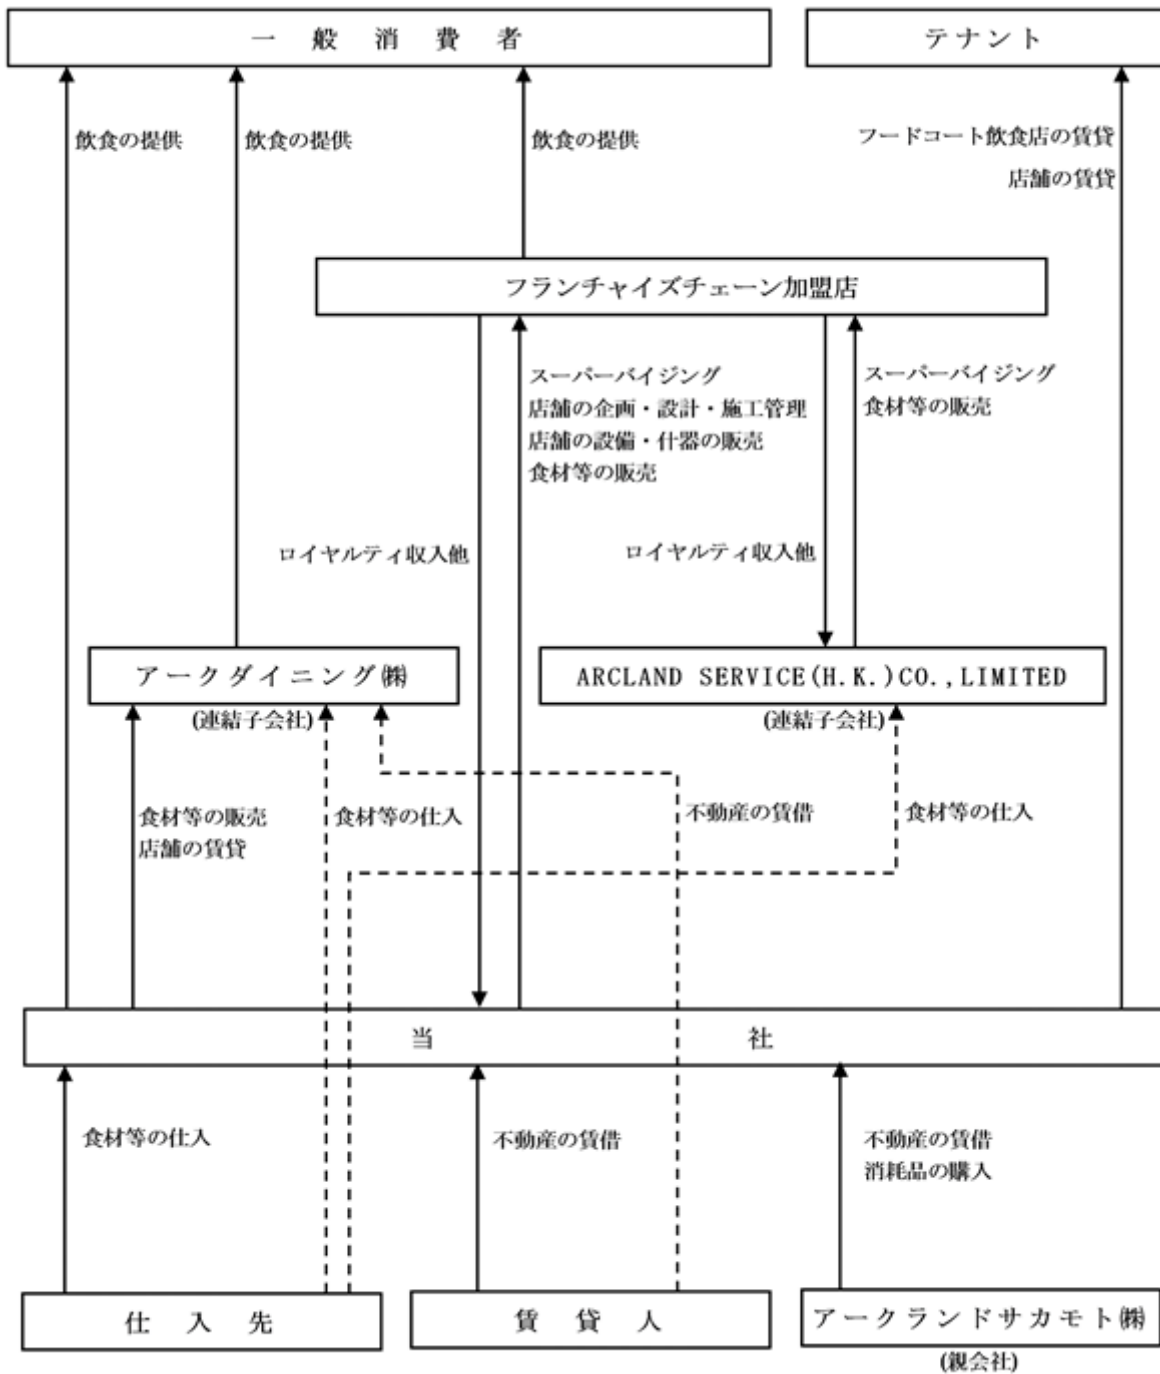 一般消費者
テナント
飲食の提供
飲食の提供
飲食の提供
フードコート飲食店の賃貸
店舗の賃貸
フランチャイズチェーン加盟店
スーパーバイジング
店舗の企画・設計・施工管理
店舗の設備・什器の販売
食材等の販売
スーパーバイジング
食材等の販売
ロイヤルティ収入他
ロイヤルティ収入他
アークダイニング㈱
(連結子会社)
ARCLAND SERVICE(H.K.)CO.,LIMITED
(連結子会社)
食材等の販売
店舗の賃貸
食材等の仕入
不動産の賃借
食材等の仕入
当社
食材等の仕入
不動産の賃借
不動産の賃借
消耗品の購入
仕入先
賃貸人
アークランドサカモト㈱
(親会社)